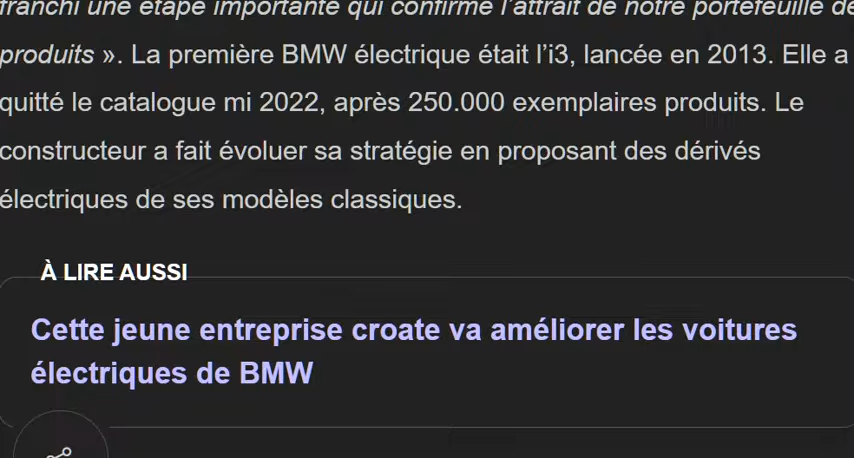 franchi une étape importante qui confirme l'attrait de notre portefeuille de
produits ». La première BMW électrique était l'i3, lancée en 2013. Elle a
quitté le catalogue mi 2022, après 250.000 exemplaires produits. Le
constructeur a fait évoluer sa stratégie en proposant des dérivés
électriques de ses modèles classiques.
À LIRE AUSSI
Cette jeune entreprise croate va améliorer les voitures
électriques de BMW